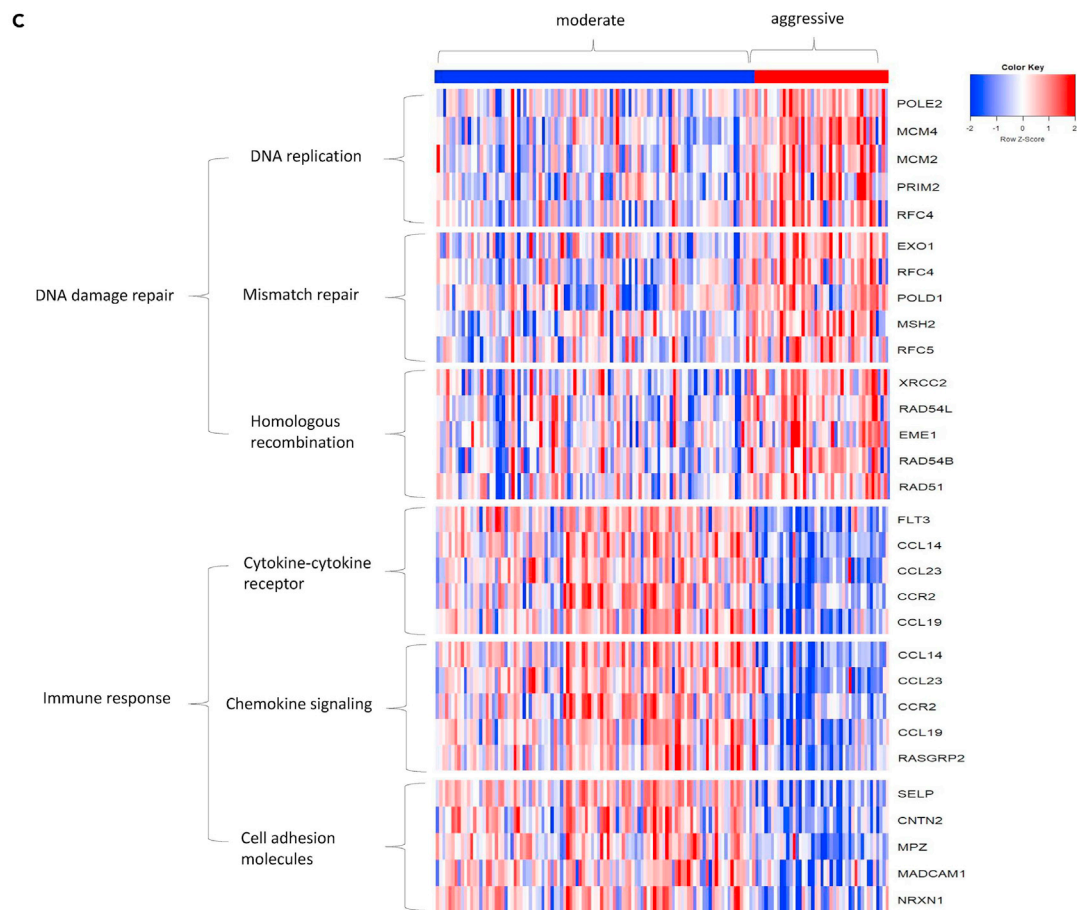 C
moderate
aggressive
Color Key
-2 -1 0 1 2
Row Z-Score
DNA damage repair
DNA replication
POLE2
MCM4
MCM2
PRIM2
RFC4
Mismatch repair
EXO1
RFC4
POLD1
MSH2
RFC5
Homologous
recombination
XRCC2
RAD54L
EME1
RAD54B
RAD51
Immune response
Cytokine-cytokine
receptor
FLT3
CCL14
CCL23
CCR2
CCL19
Chemokine signaling
CCL14
CCL23
CCR2
CCL19
RASGRP2
Cell adhesion
molecules
SELP
CNTN2
MPZ
MADCAM1
NRXN1